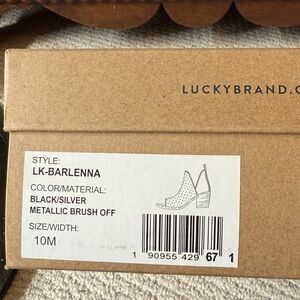 LUCKYBRAND.C
STYLE:
LK-BARLENNA
COLOR/MATERIAL:
BLACK/SILVER
METALLIC BRUSH OFF
SIZE/WIDTH:
10M
1 90955 429 67 1